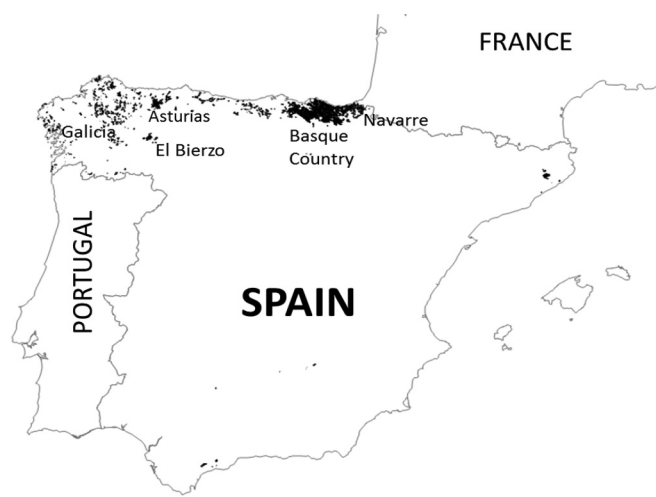 FRANCE
Asturias
Navarre
Galicia
Basque
Country
El Bierzo
PORTUGAL
SPAIN